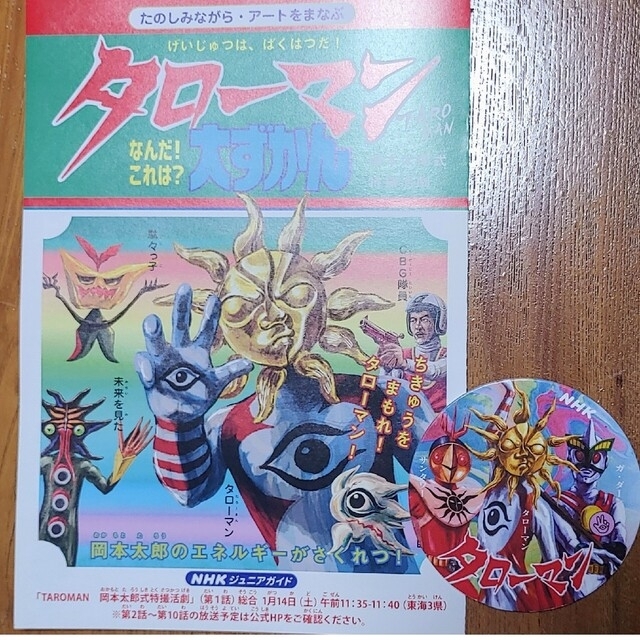 たのしみながら・アートをまなぶ
げいじゅつは、ばくはつだ！
タローマン
TARO
MAN
なんだ！
これは？
大ずかん
式
駄々っ子
CBG隊員
未来を見た
ちきゅうを
まもれ！
タローマン！
タローマン
岡本太郎のエネルギーがさくれつ！
NHK ジュニアガイド
「TAROMAN 岡本太郎式特撮活劇」（第1話）総合 1月14日（土）午前11:35-11:40（東海3県）
※第2話〜第10話の放送予定は公式HPをご確認ください。
NHK
タローマン
タローマン